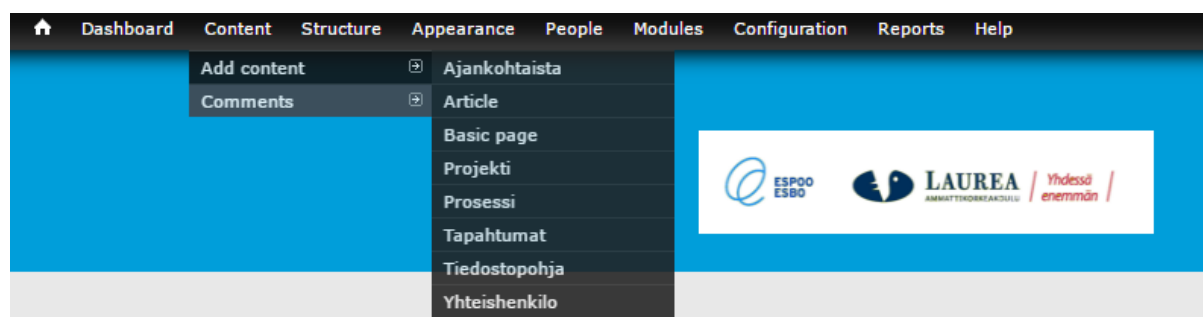 Dashboard Content Structure Appearance People Modules Configuration Reports Help
Add content
Comments
Ajankohtaista
Article
Basic page
Projekti
Prosessi
Tapahtumat
Tiedostopohja
Yhteishenkilo
ESPOO
ESBO
LAUREA
AMMATTIKORKEAKOULU
Yhdessä
enemmän